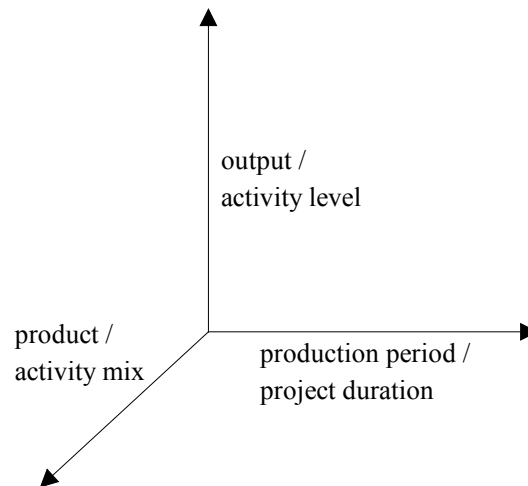 output /
activity level
product /
activity mix
production period /
project duration